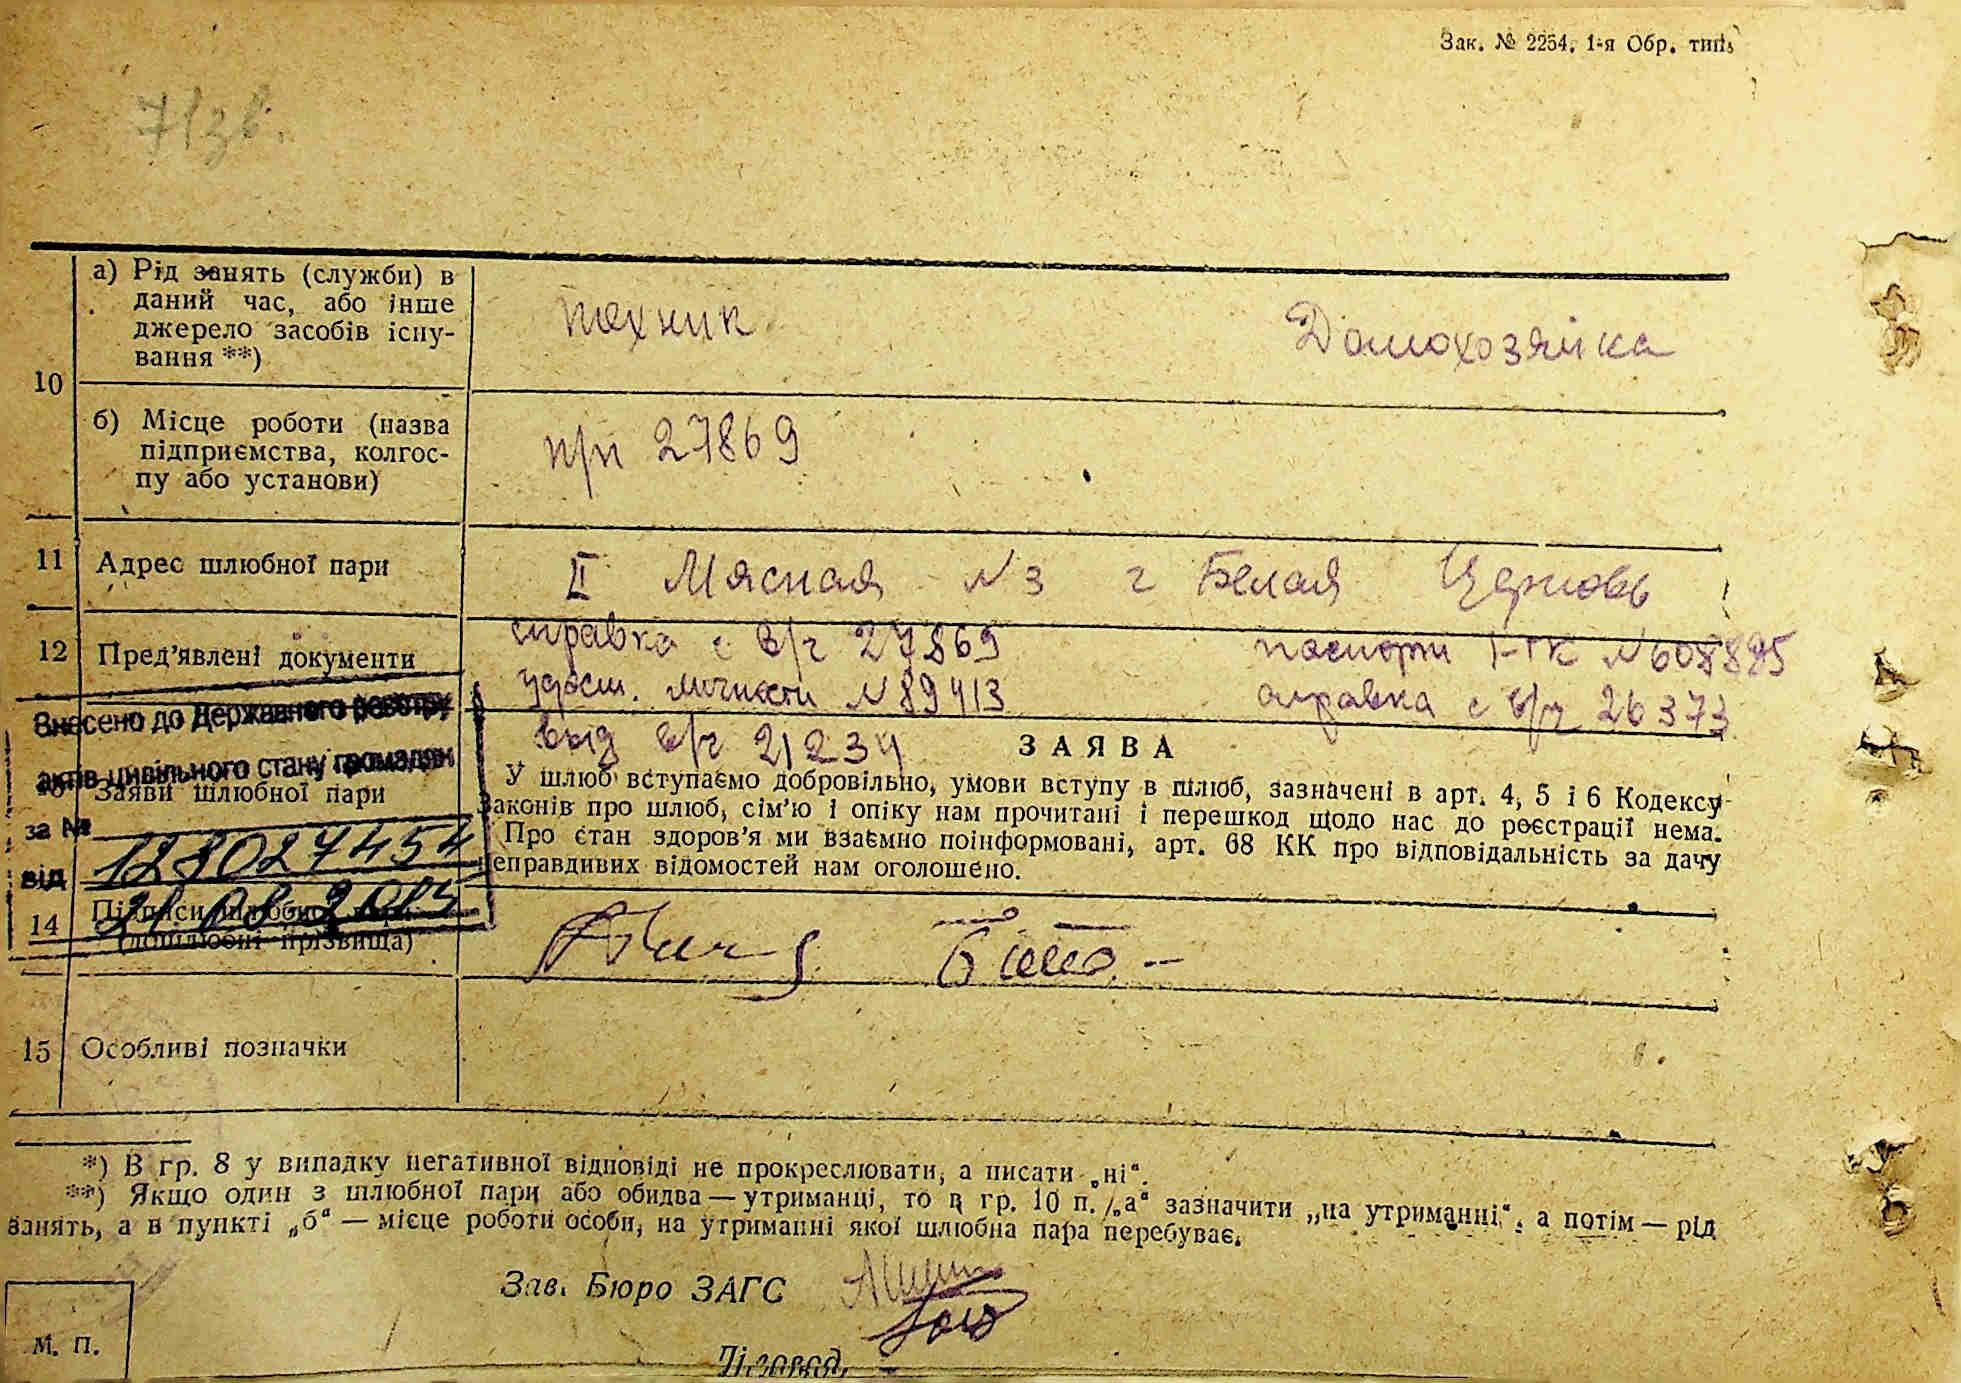 Зак. № 2254. 1-я Обр. тип.
71зв.
10
а) Рід занять (служби) в
даний час, або інше
джерело засобів існу-
вання **)
техник
Домохозяйка
б) Місце роботи (назва
підприємства, колгос-
пу або установи)
п/п 27869
11 Адрес шлюбної пари
II Мясная №3 г Белая Церковь
12 Пред'явлені документи
справка с в/ч 27869
удост. личности №89413
выд в/ч 21234
паспорт №608895
справка с в/ч 26373
Внесено до Державного реєстру
актів цивільного стану громадян
за № 128027454
від
Заяви шлюбної пари
ЗАЯВА
У шлюб вступаємо добровільно, умови вступу в шлюб, зазначені в арт. 4, 5 і 6 Кодексу
Законів про шлюб, сім'ю і опіку нам прочитані і перешкод щодо нас до реєстрації нема.
Про стан здоров'я ми взаємно поінформовані, арт. 68 КК про відповідальність за дачу
неправдивих відомостей нам оголошено.
14 Підписи шлюбної пари
(дошлюбні прізвища)
15 Особливі позначки
*) В гр. 8 у випадку негативної відповіді не прокреслювати, а писати „ні“.
**) Якщо один з шлюбної пари або обидва — утриманці, то в гр. 10 п. „а“ зазначити „на утриманні“, а потім — рід
занять, а в пункті „б“ — місце роботи особи, на утриманні якої шлюбна пара перебуває.
Зав. Бюро ЗАГС
М. П.
Діловод